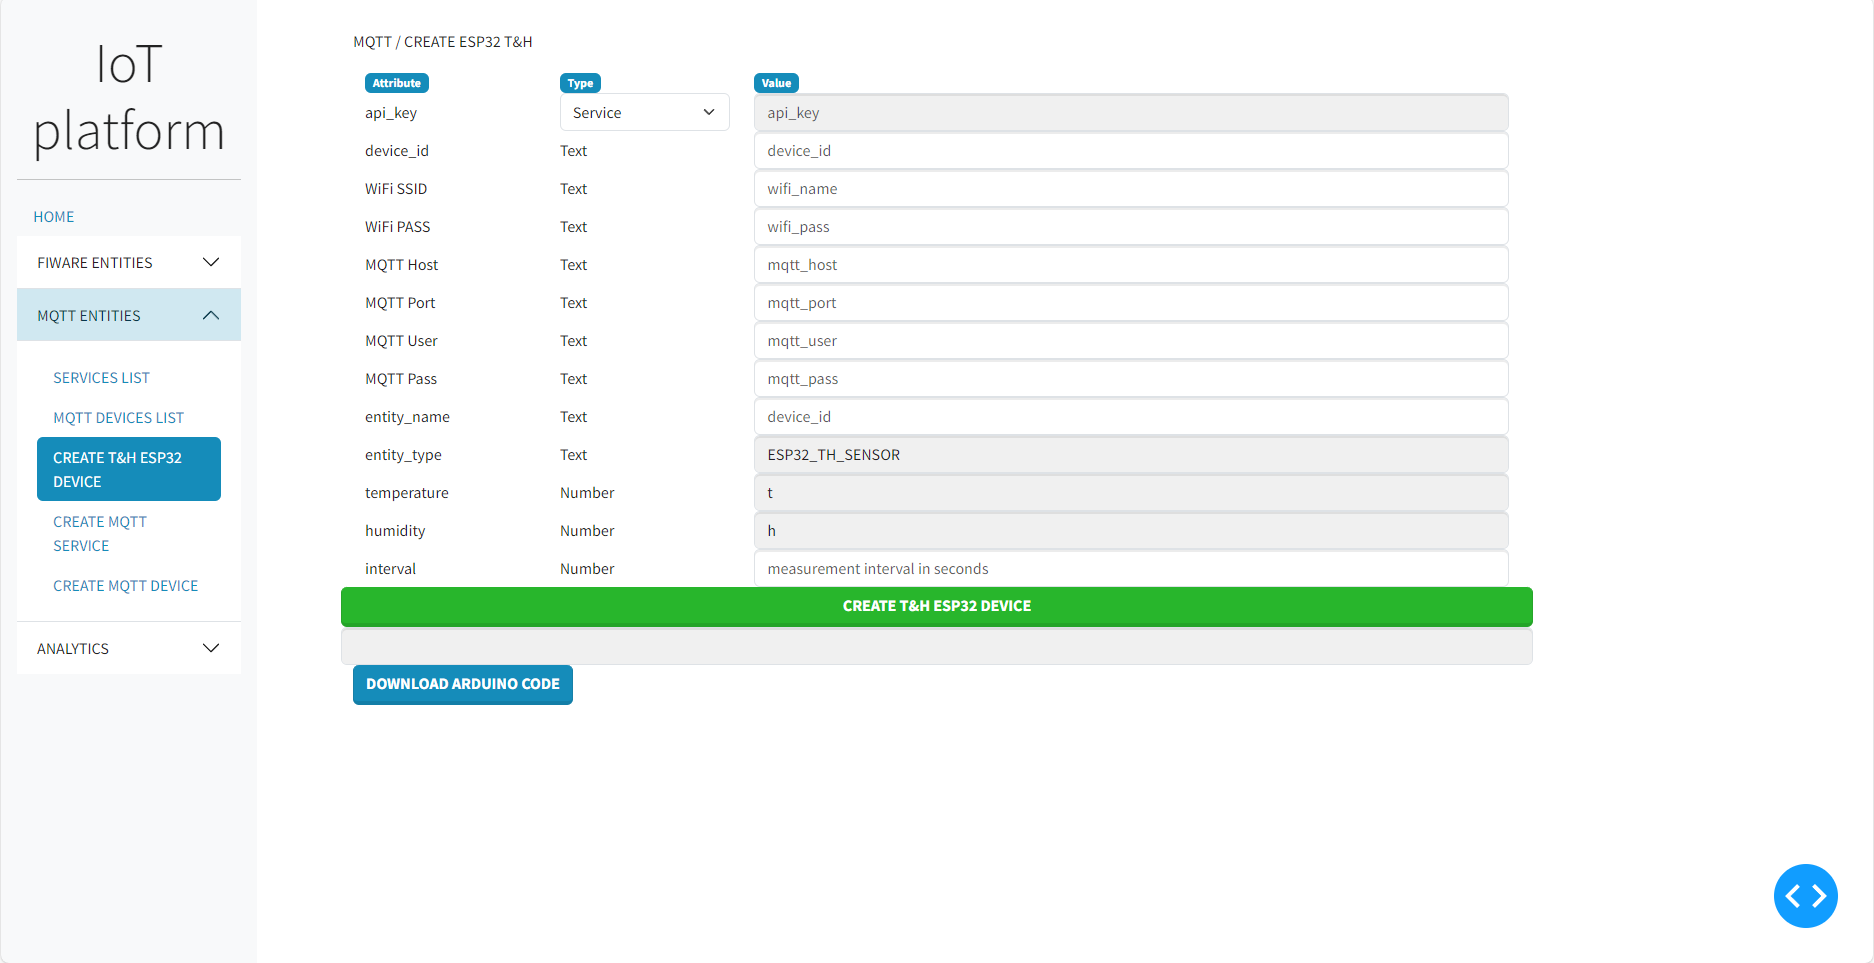 IoT
platform
HOME
FIWARE ENTITIES
MQTT ENTITIES
SERVICES LIST
MQTT DEVICES LIST
CREATE T&H ESP32
DEVICE
CREATE MQTT
SERVICE
CREATE MQTT DEVICE
ANALYTICS
MQTT / CREATE ESP32 T&H
Attribute Type Value
api_key Service api_key
device_id Text device_id
WiFi SSID Text wifi_name
WiFi PASS Text wifi_pass
MQTT Host Text mqtt_host
MQTT Port Text mqtt_port
MQTT User Text mqtt_user
MQTT Pass Text mqtt_pass
entity_name Text device_id
entity_type Text ESP32_TH_SENSOR
temperature Number t
humidity Number h
interval Number measurement interval in seconds
CREATE T&H ESP32 DEVICE
DOWNLOAD ARDUINO CODE